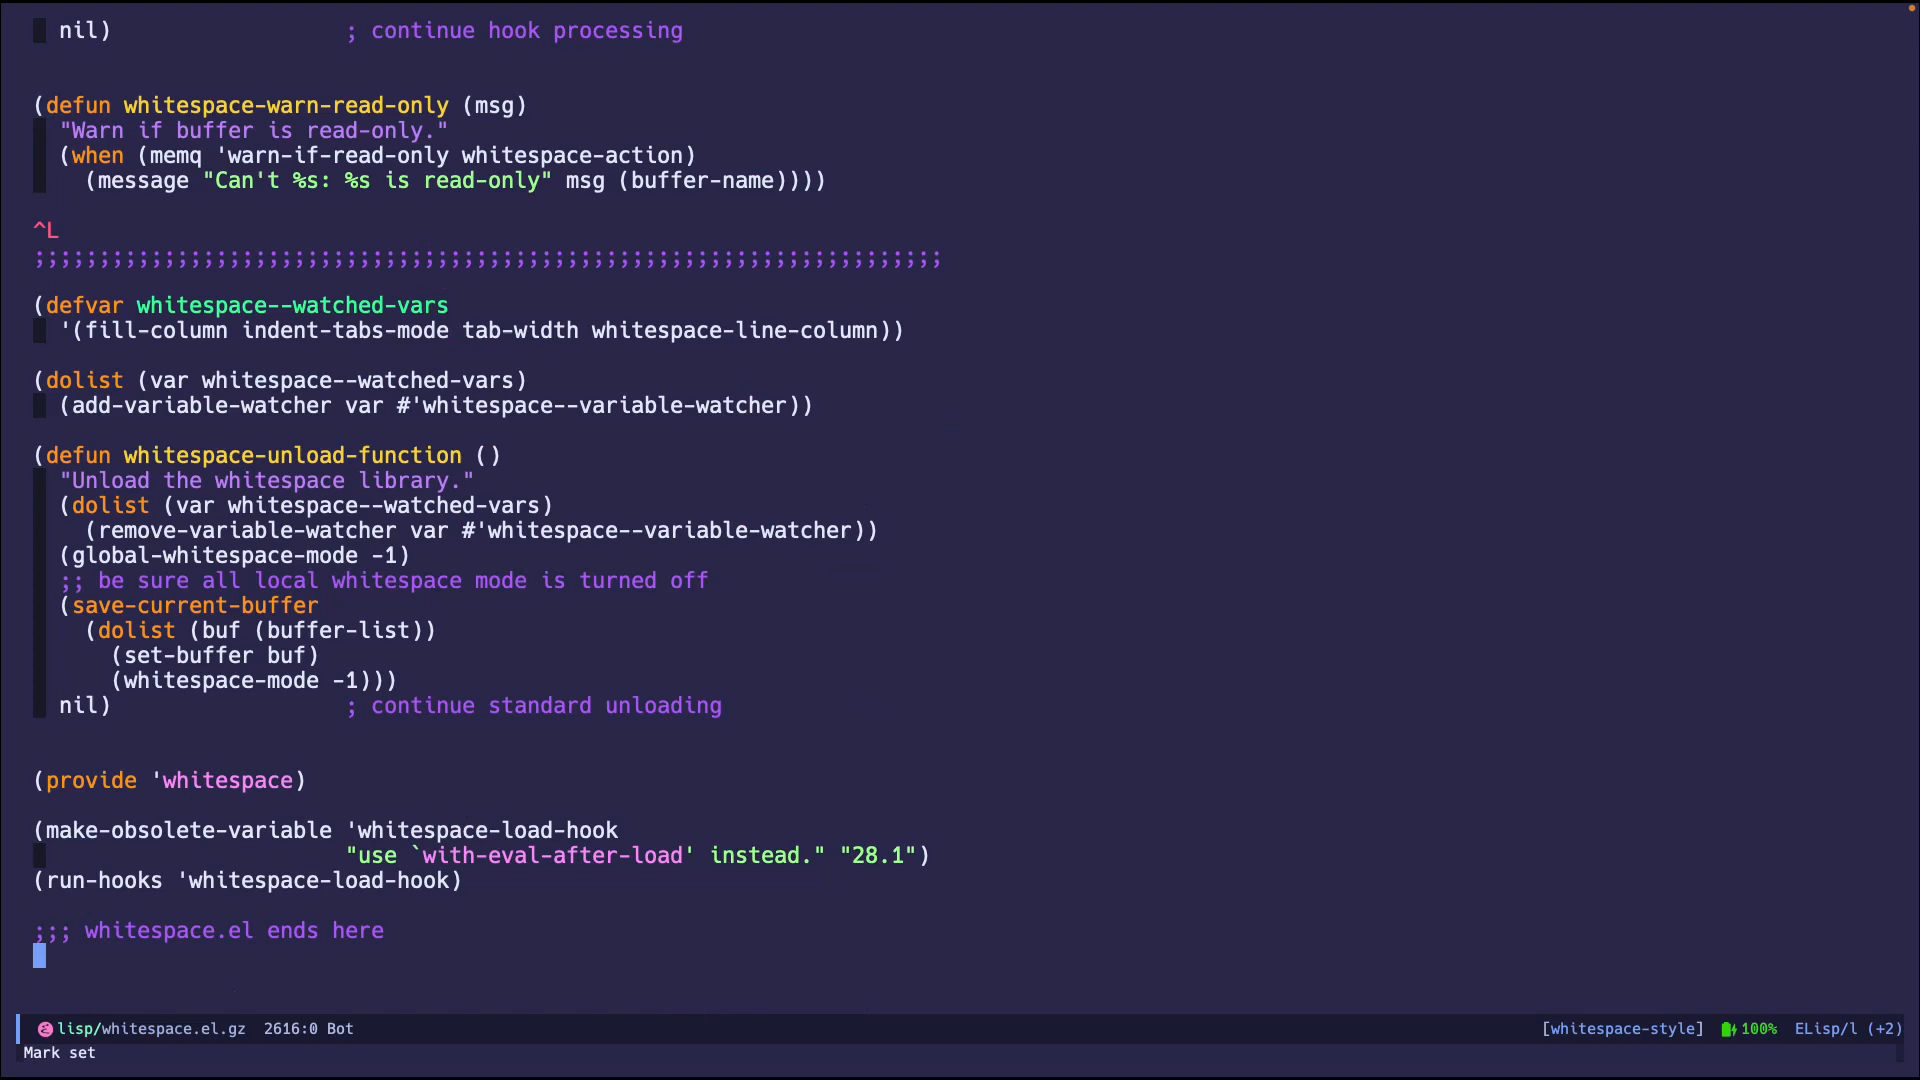 nil)                  ; continue hook processing
(defun whitespace-warn-read-only (msg)
  "Warn if buffer is read-only."
  (when (memq 'warn-if-read-only whitespace-action)
    (message "Can't %s: %s is read-only" msg (buffer-name))))
^L
;;;;;;;;;;;;;;;;;;;;;;;;;;;;;;;;;;;;;;;;;;;;;;;;;;;;;;;;;;;;;;;;;;;;;;
(defvar whitespace--watched-vars
  '(fill-column indent-tabs-mode tab-width whitespace-line-column))
(dolist (var whitespace--watched-vars)
  (add-variable-watcher var #'whitespace--variable-watcher))
(defun whitespace-unload-function ()
  "Unload the whitespace library."
  (dolist (var whitespace--watched-vars)
    (remove-variable-watcher var #'whitespace--variable-watcher))
  (global-whitespace-mode -1)
  ;; be sure all local whitespace mode is turned off
  (save-current-buffer
    (dolist (buf (buffer-list))
      (set-buffer buf)
      (whitespace-mode -1)))
  nil)                  ; continue standard unloading
(provide 'whitespace)
(make-obsolete-variable 'whitespace-load-hook
                        "use `with-eval-after-load' instead." "28.1")
(run-hooks 'whitespace-load-hook)
;;; whitespace.el ends here
lisp/whitespace.el.gz  2616:0 Bot  [whitespace-style]  100%  ELisp/l (+2)
Mark set